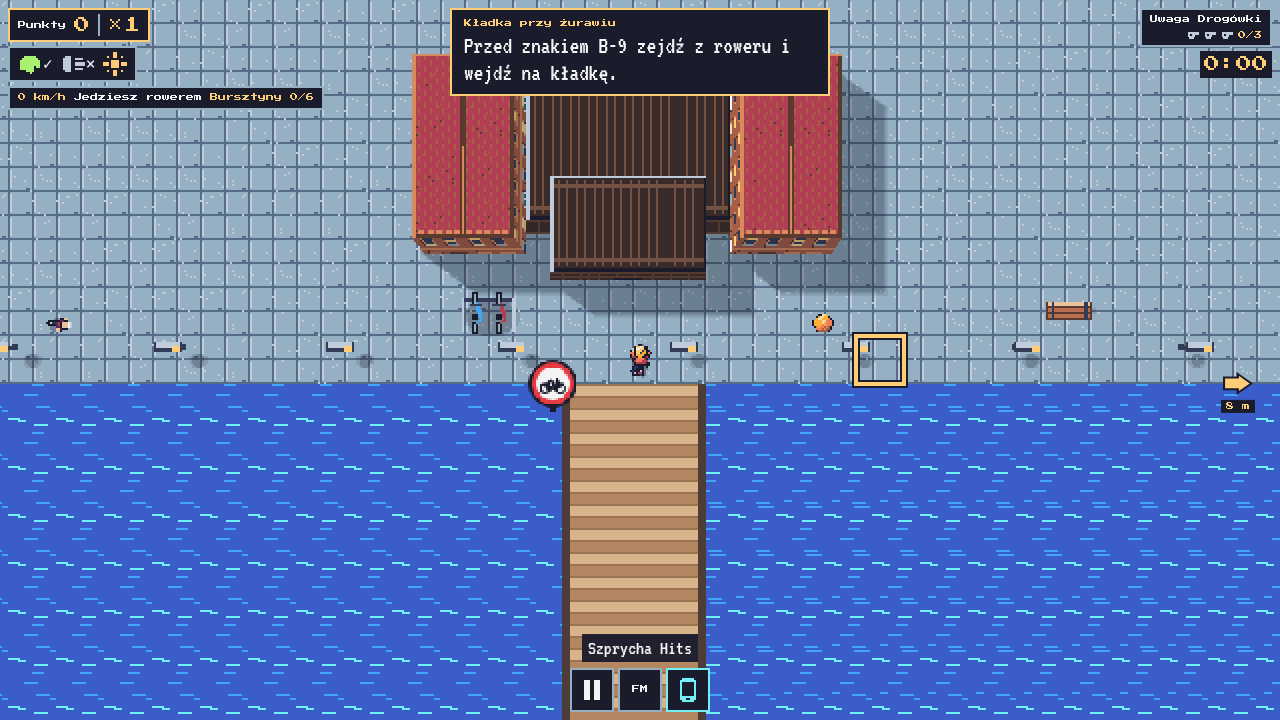 Punkty 0 | ×1
Kładka przy żurawiu
Przed znakiem B-9 zejdź z roweru i
wejdź na kładkę.
Uwaga Drogówki
0/3
0:00
0 km/h Jedziesz rowerem Bursztyny 0/6
8 m
Szprycha Hits
FM